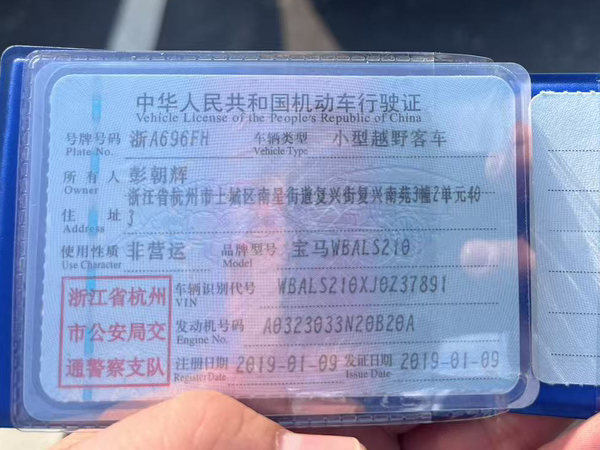 中华人民共和国机动车行驶证
Vehicle License of the People's Republic of China
号牌号码 浙A696FH 车辆类型 小型越野客车
Plate No. Vehicle Type
所有人 彭朝辉
Owner
浙江省杭州市上城区南星街道复兴街复兴南苑3幢2单元40
住址 3
Address
使用性质 非营运 品牌型号 宝马WBALS210
Use Character Model
浙江省杭州
市公安局交
通警察支队
车辆识别代号 WBALS210XJ0237891
VIN
发动机号码 A0323033N20B20A
Engine No.
注册日期 2019-01-09 发证日期 2019-01-09
Register Date Issue Date